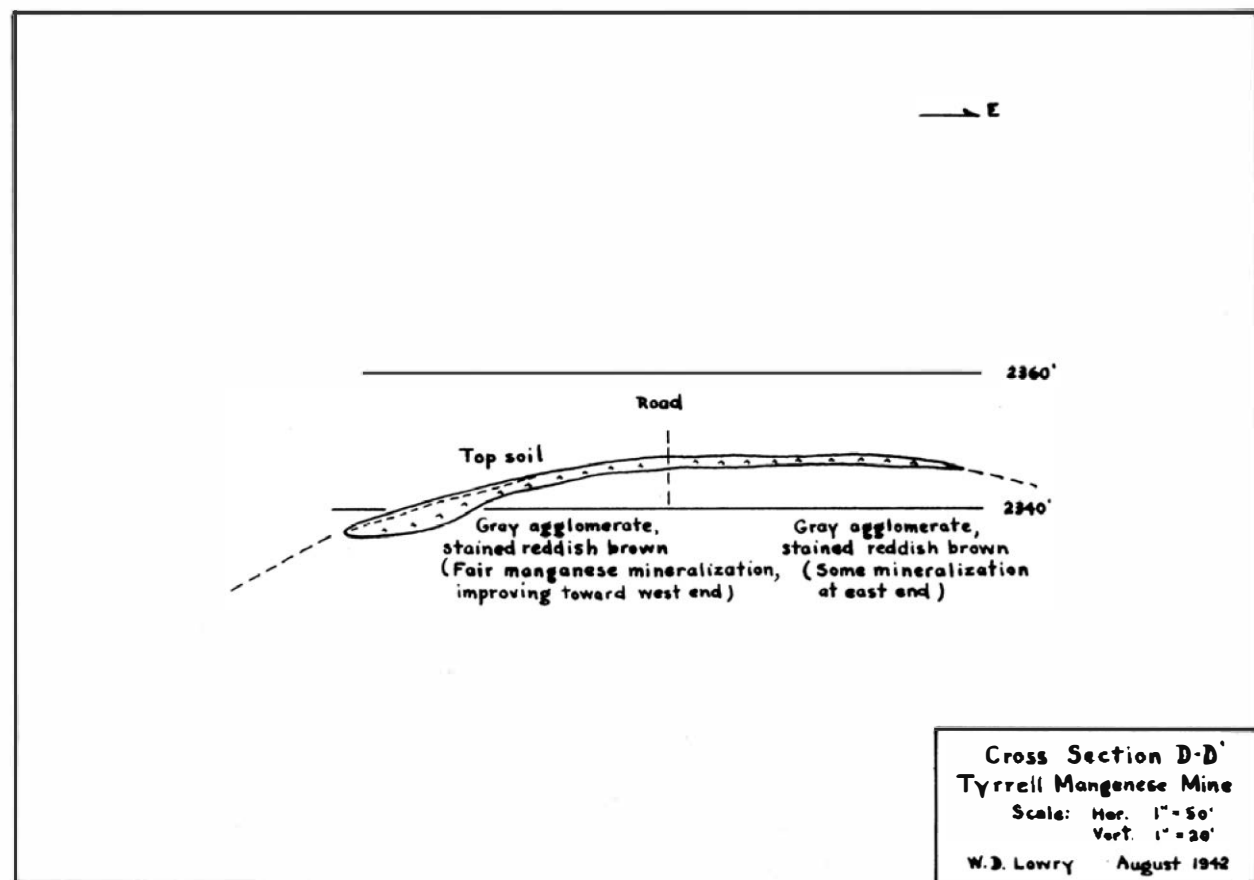 E
2360'
Road
Top soil
2340'
Gray agglomerate,
stained reddish brown
(Fair manganese mineralization,
improving toward west end)
Gray agglomerate,
stained reddish brown
(Some mineralization
at east end)
Cross Section D-D'
Tyrrell Manganese Mine
Scale: Hor. 1" = 50'
Vert. 1" = 20'
W.D. Lowry August 1942